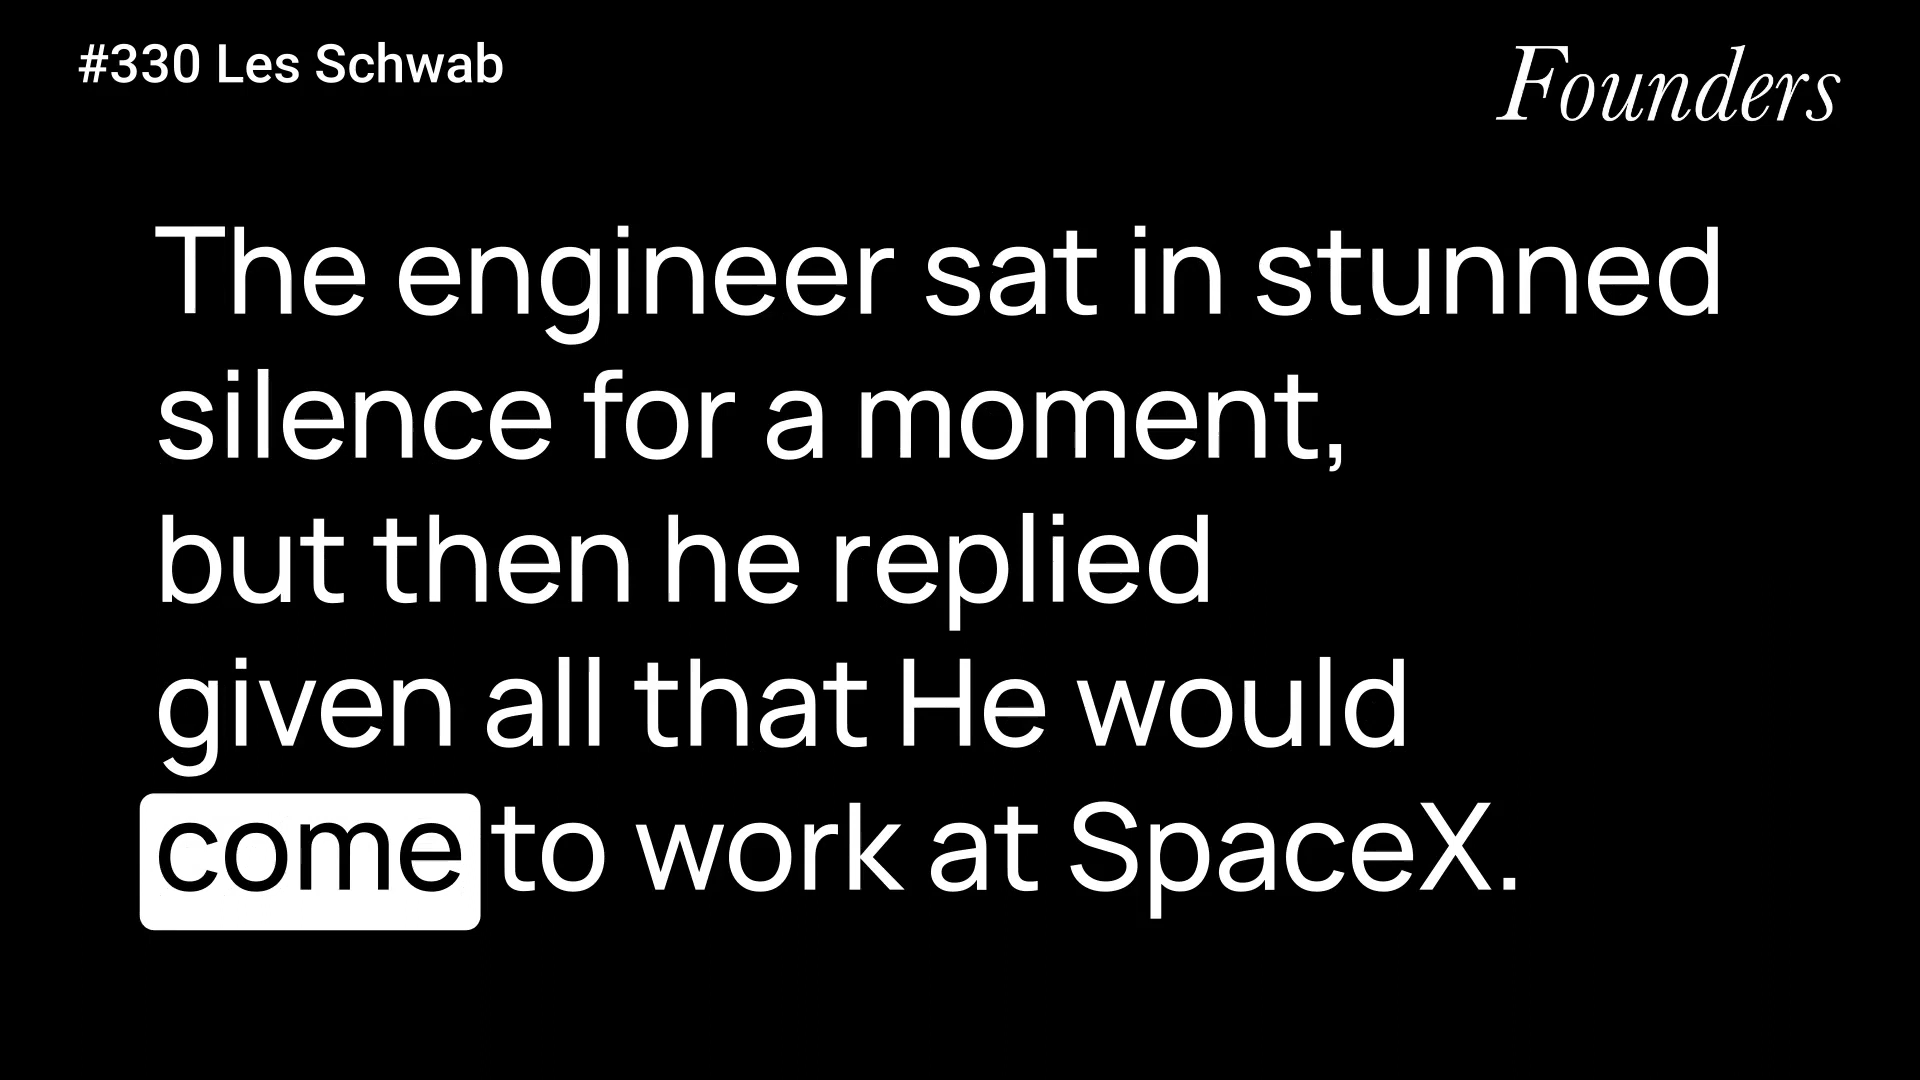 #330 Les Schwab
Founders
The engineer sat in stunned
silence for a moment,
but then he replied
given all that He would
come to work at SpaceX.